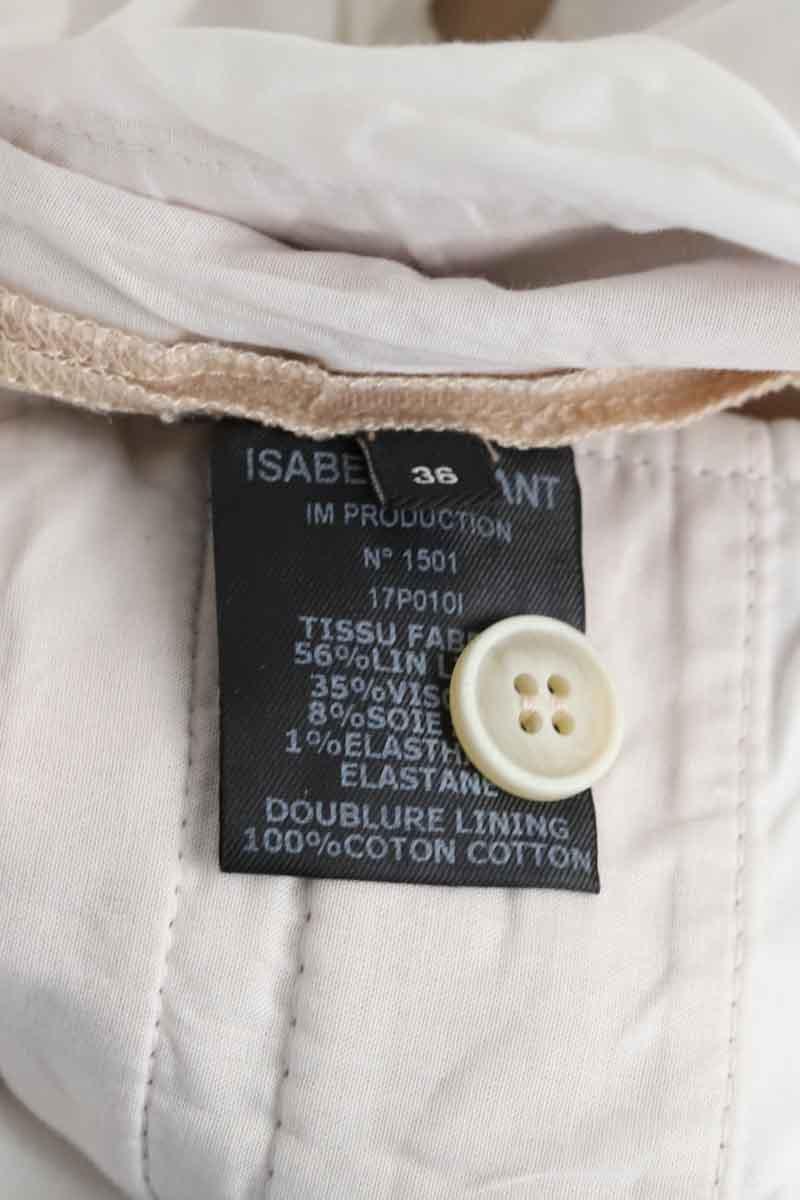 ISABE ANT
36
IM PRODUCTION
N° 1501
17P010I
TISSU FAB
56%LIN L
35%VIS
8%SOIE
1%ELASTH
ELASTANE
DOUBLURE LINING
100%COTON COTTON